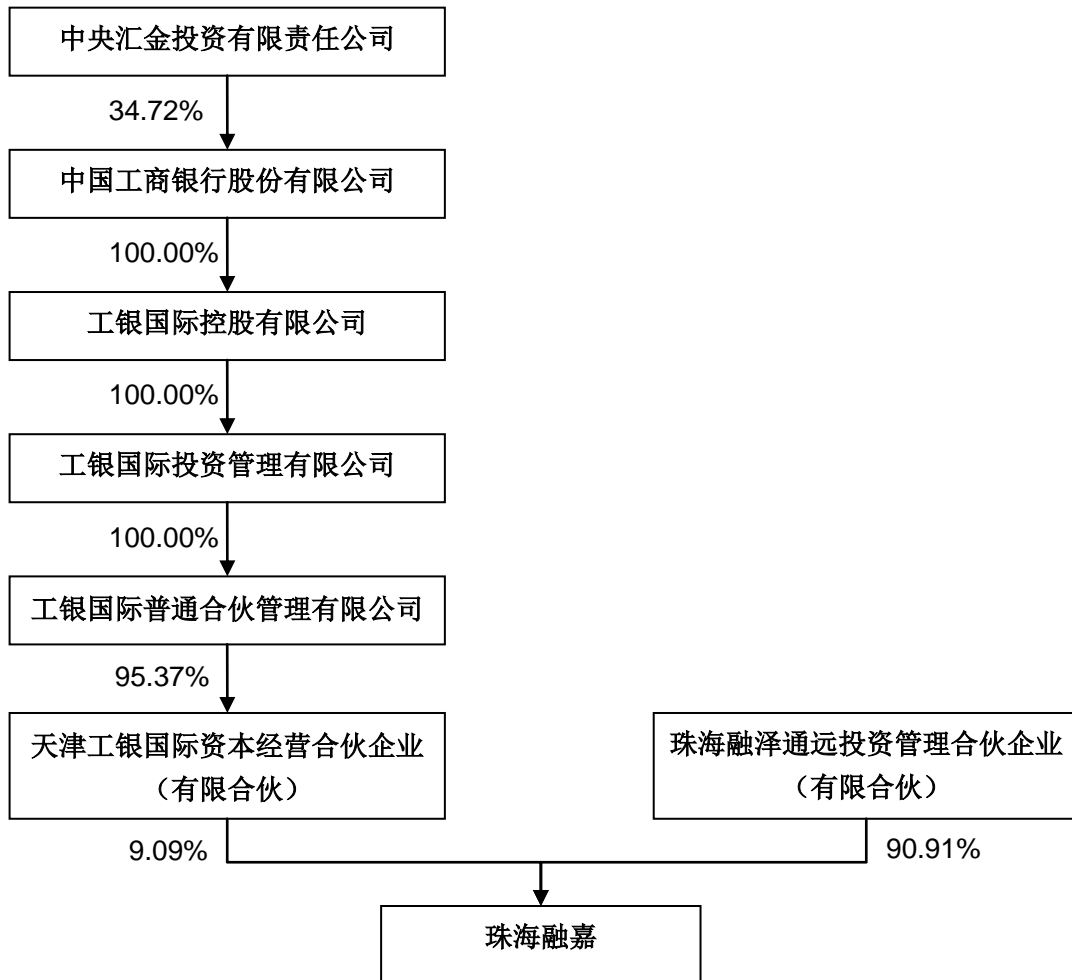 中央汇金投资有限责任公司
34.72%
中国工商银行股份有限公司
100.00%
工银国际控股有限公司
100.00%
工银国际投资管理有限公司
100.00%
工银国际普通合伙管理有限公司
95.37%
天津工银国际资本经营合伙企业
（有限合伙）
珠海融泽通远投资管理合伙企业
（有限合伙）
9.09%
90.91%
珠海融嘉